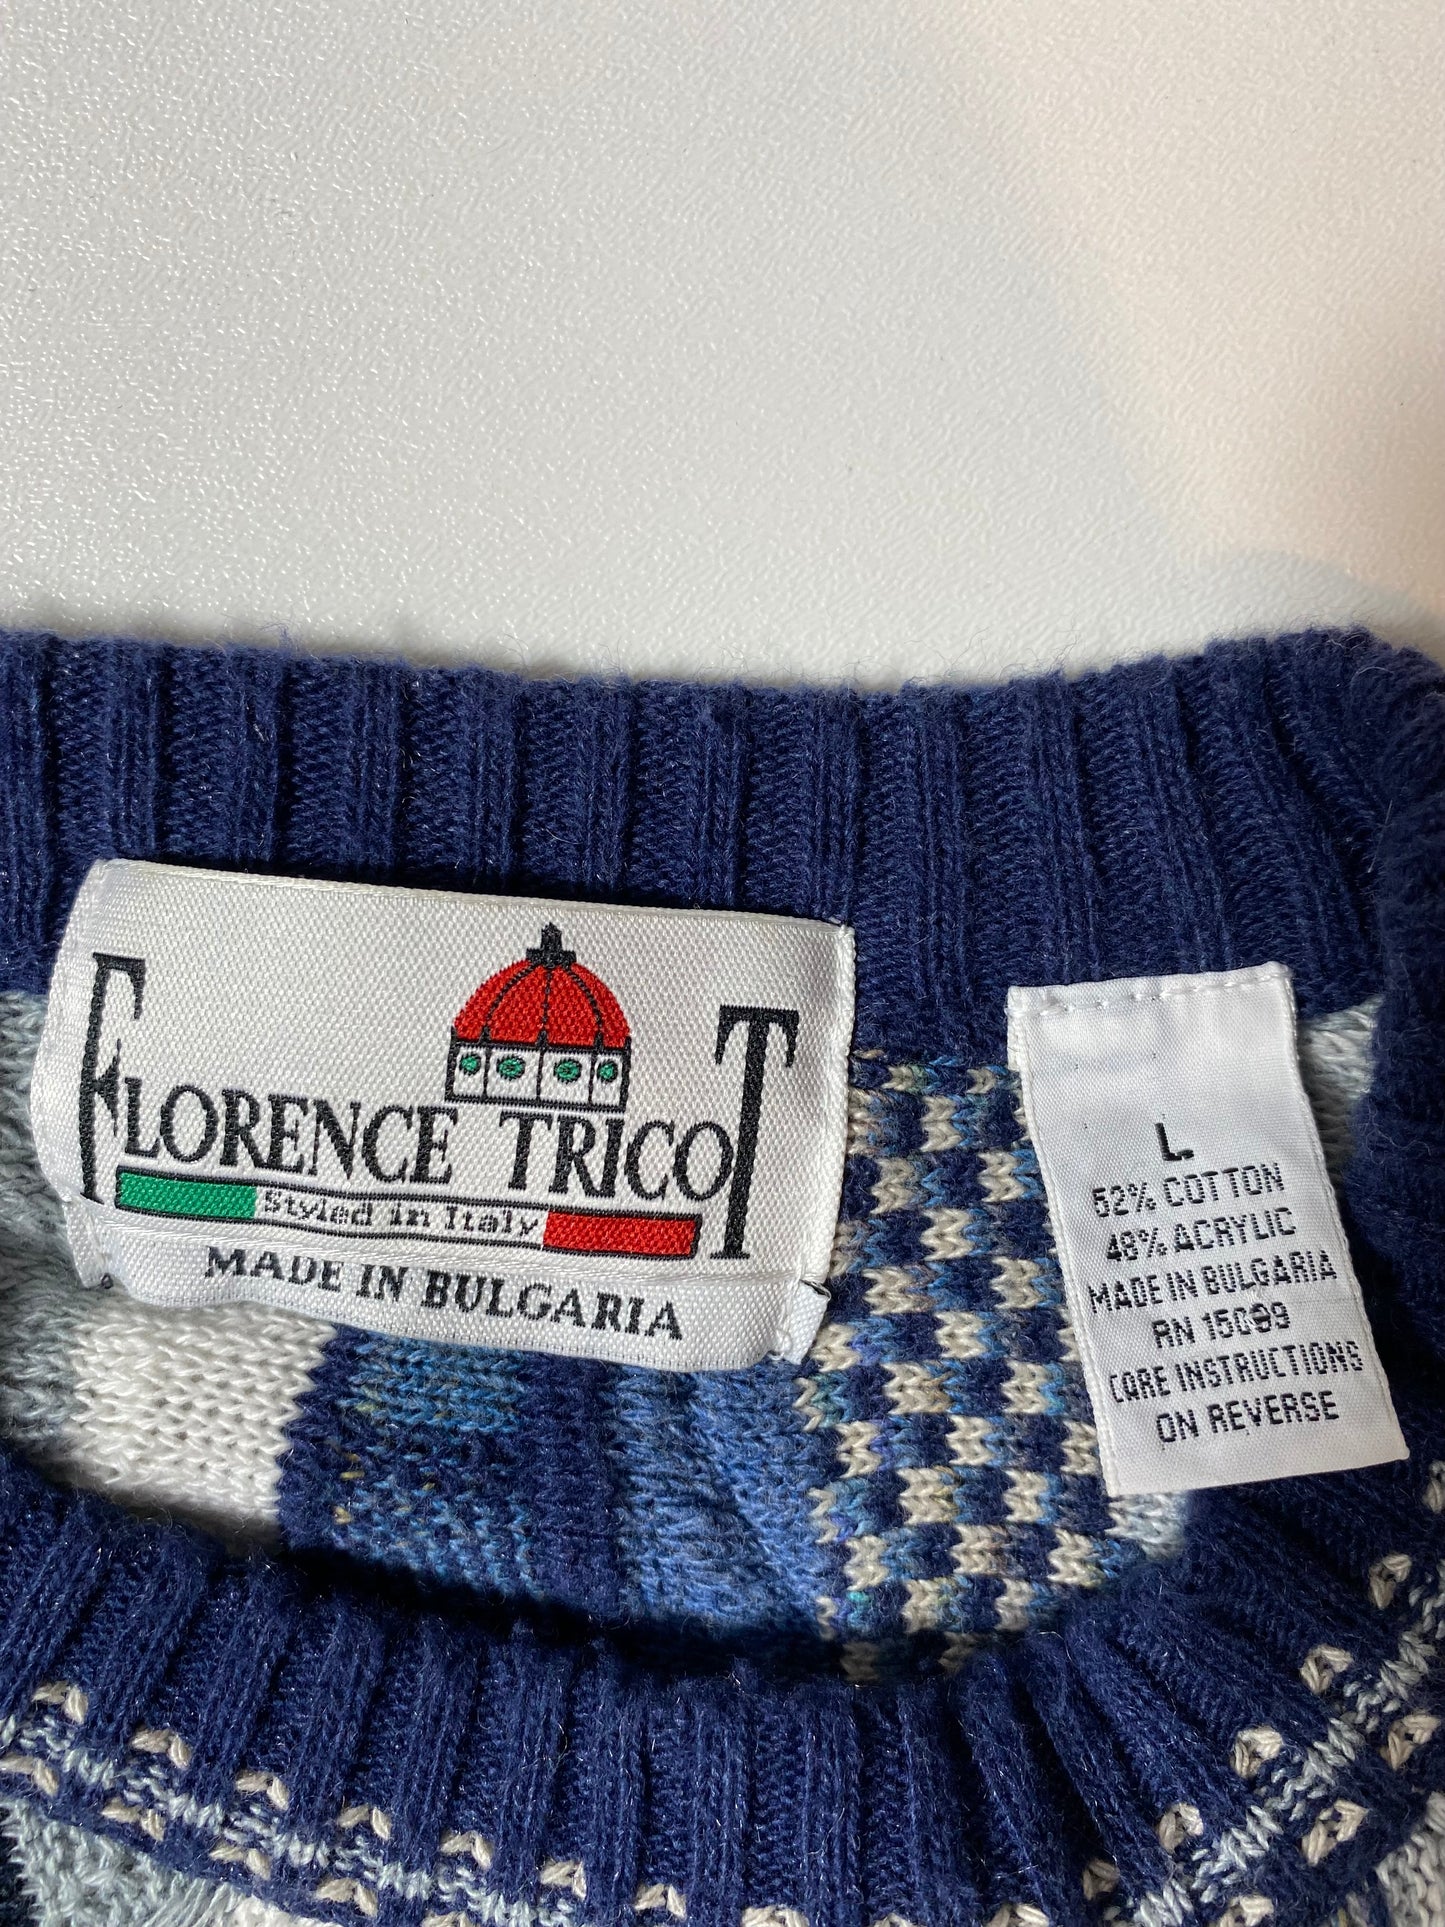 FLORENCE TRICOT
Styled in Italy
MADE IN BULGARIA
L
52% COTTON
48% ACRYLIC
MADE IN BULGARIA
RN
CARE INSTRUCTIONS
ON REVERSE